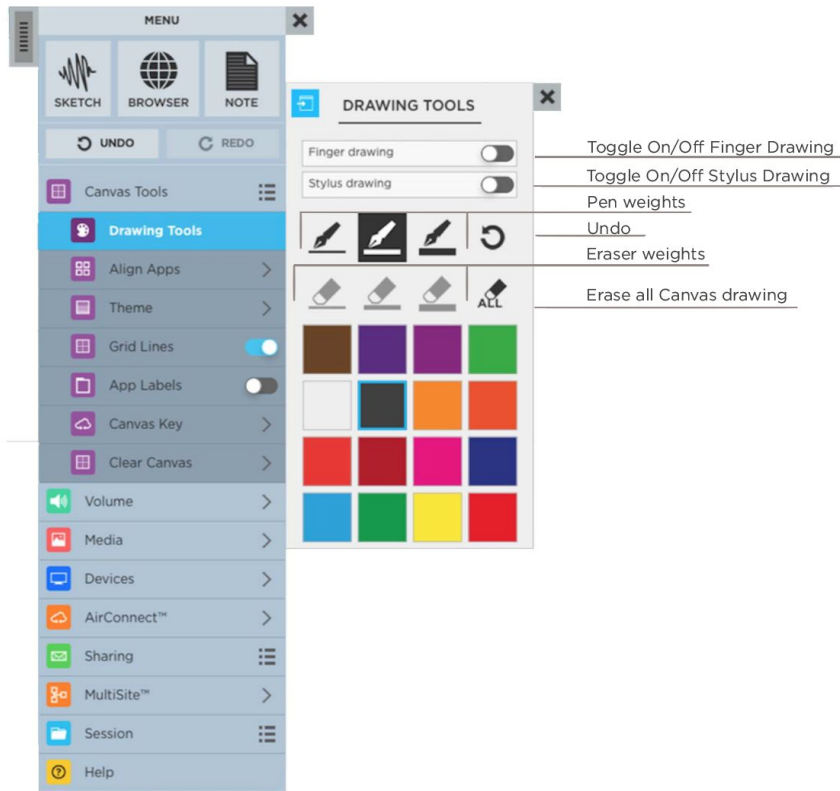 MENU
SKETCH
BROWSER
NOTE
UNDO
REDO
Canvas Tools
Drawing Tools
Align Apps
Theme
Grid Lines
App Labels
Canvas Key
Clear Canvas
Volume
Media
Devices
AirConnect™
Sharing
MultiSite™
Session
Help
DRAWING TOOLS
Finger drawing
Stylus drawing
ALL
Toggle On/Off Finger Drawing
Toggle On/Off Stylus Drawing
Pen weights
Undo
Eraser weights
Erase all Canvas drawing